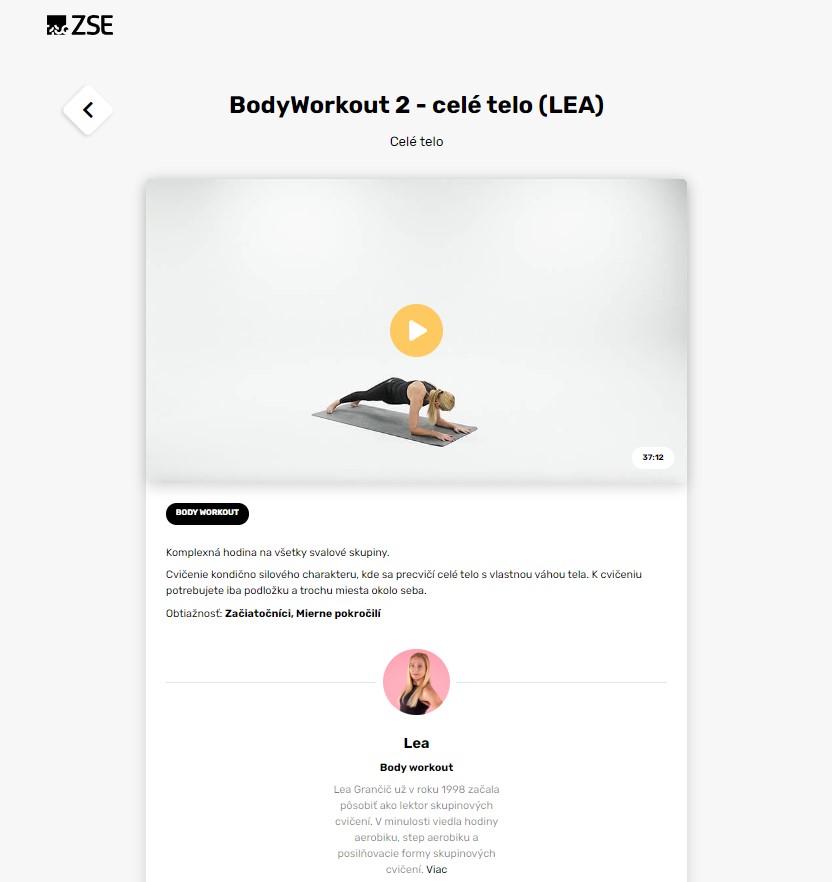 ZSE
BodyWorkout 2 - celé telo (LEA)
Celé telo
37:12
BODY WORKOUT
Komplexná hodina na všetky svalové skupiny.
Cvičenie kondično silového charakteru, kde sa precvičí celé telo s vlastnou váhou tela. K cvičeniu
potrebujete iba podložku a trochu miesta okolo seba.
Obtiažnosť: Začiatočníci, Mierne pokročilí
Lea
Body workout
Lea Grančič už v roku 1998 začala
pôsobiť ako lektor skupinových
cvičení. V minulosti viedla hodiny
aerobiku, step aerobiku a
posilňovacie formy skupinových
cvičení. Viac